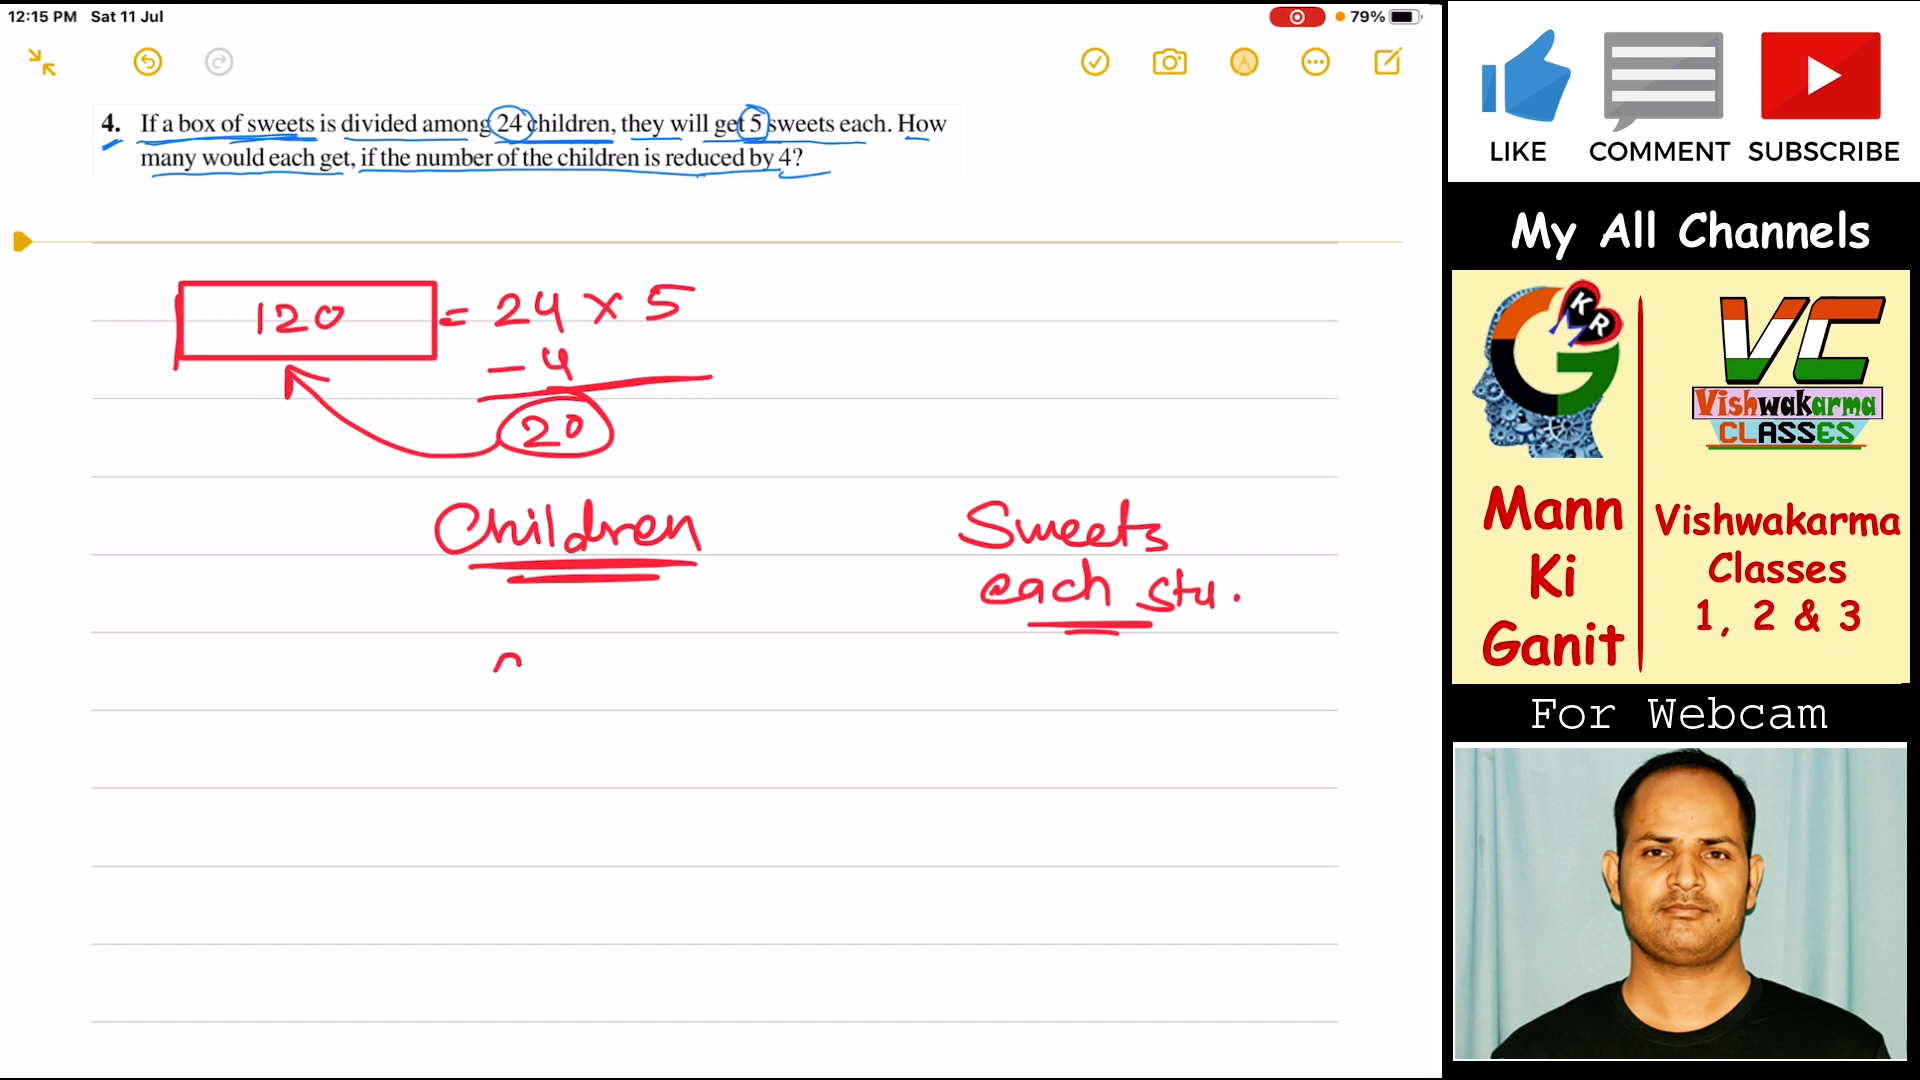 12:15 PM Sat 11 Jul
79%
4. If a box of sweets is divided among 24 children, they will get 5 sweets each. How
many would each get, if the number of the children is reduced by 4?
120 = 24 × 5
- 4
20
Children
Sweets
each stu.
LIKE COMMENT SUBSCRIBE
My All Channels
G KR
VC
Vishwakarma
CLASSES
Mann
Ki
Ganit
Vishwakarma
Classes
1, 2 & 3
For Webcam